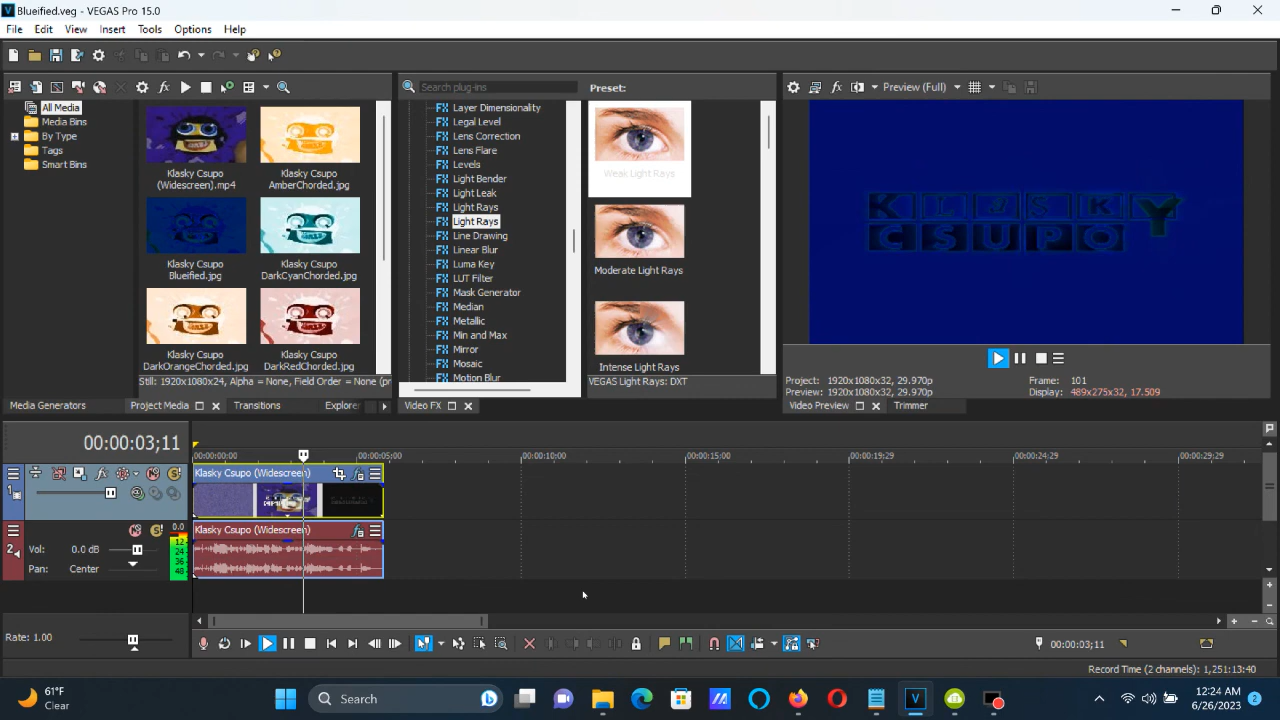 Blueified.veg - VEGAS Pro 15.0
File Edit View Insert Tools Options Help
Search plug-ins
Preset:
Preview (Full)
All Media
Media Bins
By Type
Tags
Smart Bins
Klasky Csupo
(Widescreen).mp4
Klasky Csupo
AmberChorded.jpg
Klasky Csupo
Blueified.jpg
Klasky Csupo
DarkCyanChorded.jpg
Klasky Csupo
DarkOrangeChorded.jpg
Klasky Csupo
DarkRedChorded.jpg
Still: 1920x1080x24, Alpha = None, Field Order = None (pr
Layer Dimensionality
Legal Level
Lens Correction
Lens Flare
Levels
Light Bender
Light Leak
Light Rays
Light Rays
Line Drawing
Linear Blur
Luma Key
LUT Filter
Mask Generator
Median
Metallic
Min and Max
Mirror
Mosaic
Motion Blur
Weak Light Rays
Moderate Light Rays
Intense Light Rays
VEGAS Light Rays: DXT
KLASKY
CSUPO
Project: 1920x1080x32, 29.970p
Preview: 1920x1080x32, 29.970p
Frame: 101
Display: 489x275x32, 17.509
Media Generators Project Media Transitions Explorer
Video FX
Video Preview Trimmer
00:00:03;11
00:00:00;00 00:00:05;00 00:00:10;00 00:00:15;00 00:00:19;29 00:00:24;29 00:00:29;29
1
Klasky Csupo (Widescreen)
2
Klasky Csupo (Widescreen)
Vol: 0.0 dB
Pan: Center
0.0
12
24
36
48
Rate: 1.00
00:00:03;11
Record Time (2 channels): 1,251:13:40
61°F
Clear
Search
12:24 AM
6/26/2023
2